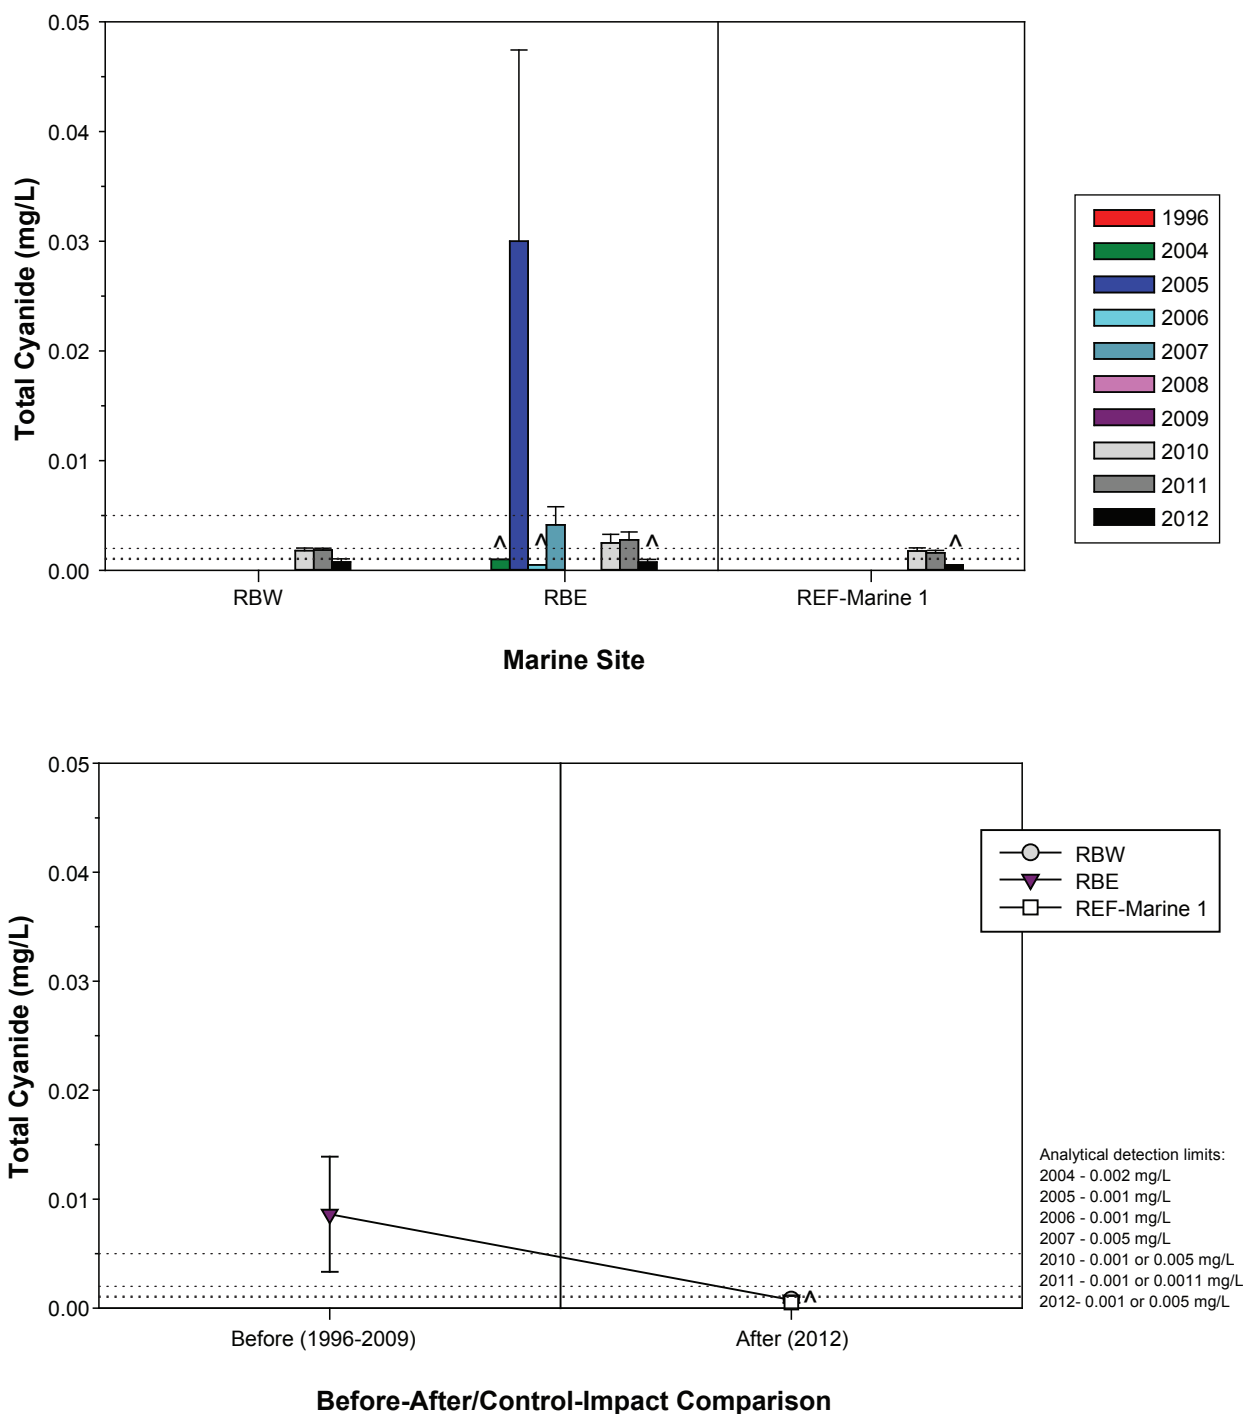 0.05
0.04
0.03
0.02
0.01
0.00
Total Cyanide (mg/L)
^ ^ ^ ^
RBW RBE REF-Marine 1
Marine Site
1996
2004
2005
2006
2007
2008
2009
2010
2011
2012
0.05
0.04
0.03
0.02
0.01
0.00
Total Cyanide (mg/L)
^
RBW
RBE
REF-Marine 1
Before (1996-2009) After (2012)
Before-After/Control-Impact Comparison
Analytical detection limits:
2004 - 0.002 mg/L
2005 - 0.001 mg/L
2006 - 0.001 mg/L
2007 - 0.005 mg/L
2010 - 0.001 or 0.005 mg/L
2011 - 0.001 or 0.0011 mg/L
2012- 0.001 or 0.005 mg/L